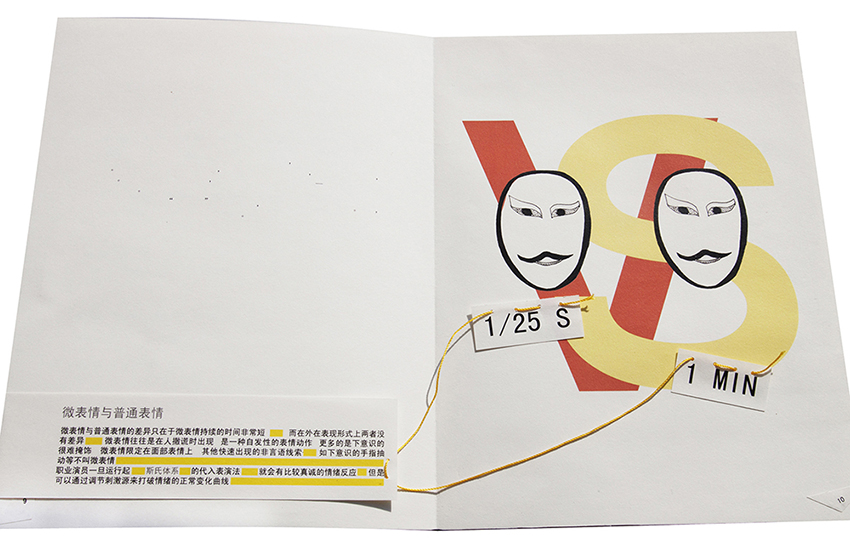 微表情与普通表情
微表情与普通表情的差异只在于微表情持续的时间非常短 而在外在表现形式上两者没
有差异 微表情往往是在人撒谎时出现 是一种自发性的表情动作 更多的是下意识的
很难掩饰 微表情限定在面部表情上 其他快速出现的非言语线索 如下意识的手指抽
动等不叫微表情
职业演员一旦运行起 斯氏体系 的代入表演法 就会有比较真诚的情绪反应 但是
可以通过调节刺激源来打破情绪的正常变化曲线
9
VS
1/25 S
1 MIN
10